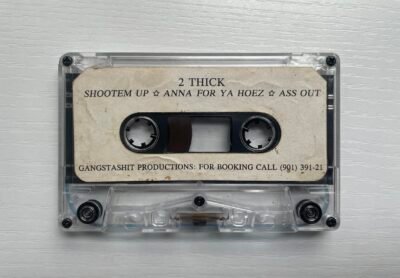 2 THICK
SHOOTEM UP ☆ ANNA FOR YA HOEZ ☆ ASS OUT
GANGSTASHIT PRODUCTIONS: FOR BOOKING CALL (901) 391-21